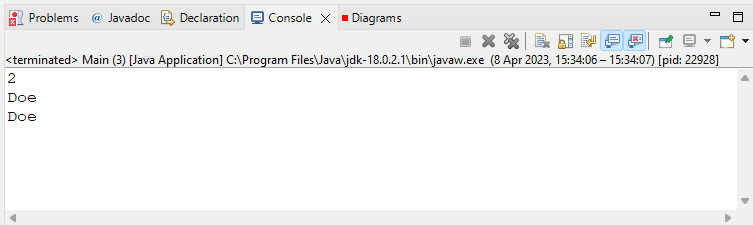 Problems @ Javadoc Declaration Console Diagrams
<terminated> Main (3) [Java Application] C:\Program Files\Java\jdk-18.0.2.1\bin\javaw.exe (8 Apr 2023, 15:34:06 – 15:34:07) [pid: 22928]
2
Doe
Doe